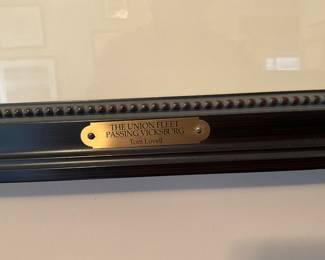 THE UNION FLEET
PASSING VICKSBURG
Tom Lovell